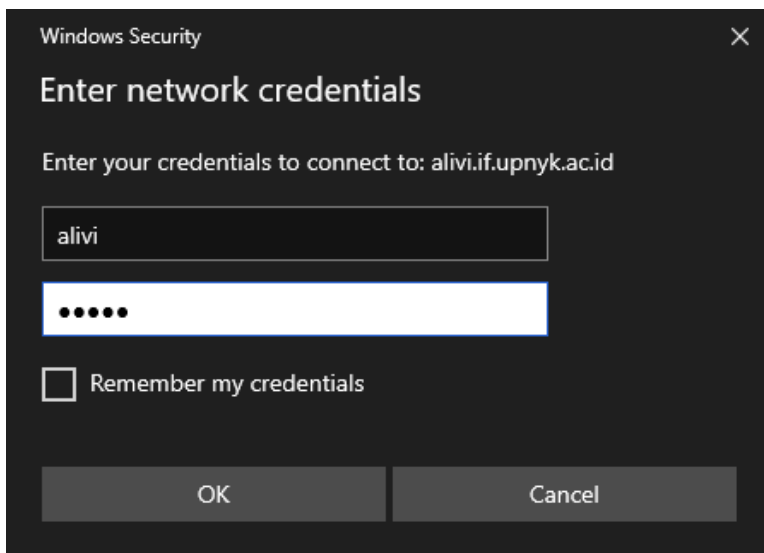 Windows Security
Enter network credentials
Enter your credentials to connect to: alivi.if.upnyk.ac.id
alivi
●●●●●
Remember my credentials
OK
Cancel